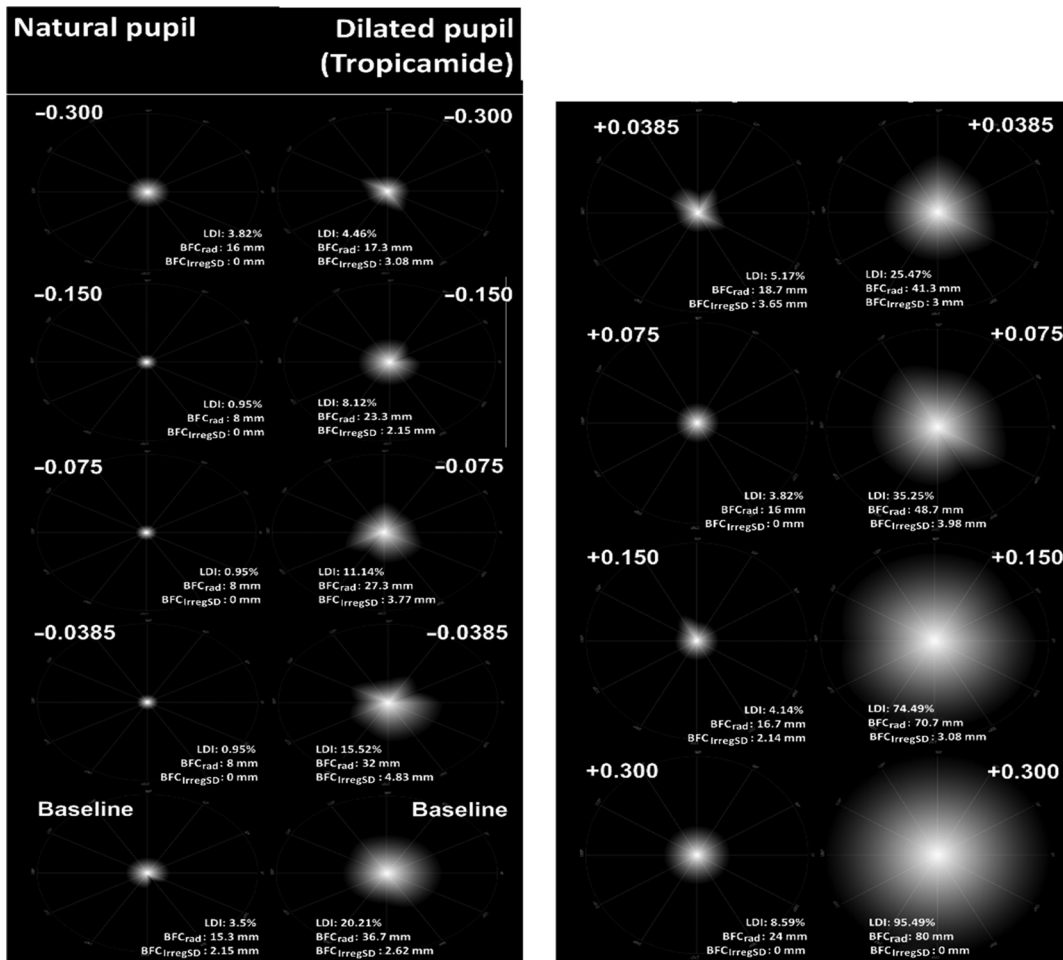 Natural pupil
Dilated pupil
(Tropicamide)
−0.300
−0.300
LDI: 3.82%
BFCrad: 16 mm
BFCIrregSD: 0 mm
LDI: 4.46%
BFCrad: 17.3 mm
BFCIrregSD: 3.08 mm
−0.150
−0.150
LDI: 0.95%
BFCrad: 8 mm
BFCIrregSD: 0 mm
LDI: 8.12%
BFCrad: 23.3 mm
BFCIrregSD: 2.15 mm
−0.075
−0.075
LDI: 0.95%
BFCrad: 8 mm
BFCIrregSD: 0 mm
LDI: 11.14%
BFCrad: 27.3 mm
BFCIrregSD: 3.77 mm
−0.0385
−0.0385
LDI: 0.95%
BFCrad: 8 mm
BFCIrregSD: 0 mm
LDI: 15.52%
BFCrad: 32 mm
BFCIrregSD: 4.83 mm
Baseline
Baseline
LDI: 3.5%
BFCrad: 15.3 mm
BFCIrregSD: 2.15 mm
LDI: 20.21%
BFCrad: 36.7 mm
BFCIrregSD: 2.62 mm
+0.0385
+0.0385
LDI: 5.17%
BFCrad: 18.7 mm
BFCIrregSD: 3.65 mm
LDI: 25.47%
BFCrad: 41.3 mm
BFCIrregSD: 3 mm
+0.075
+0.075
LDI: 3.82%
BFCrad: 16 mm
BFCIrregSD: 0 mm
LDI: 35.25%
BFCrad: 48.7 mm
BFCIrregSD: 3.98 mm
+0.150
+0.150
LDI: 4.14%
BFCrad: 16.7 mm
BFCIrregSD: 2.14 mm
LDI: 74.49%
BFCrad: 70.7 mm
BFCIrregSD: 3.08 mm
+0.300
+0.300
LDI: 8.59%
BFCrad: 24 mm
BFCIrregSD: 0 mm
LDI: 95.49%
BFCrad: 80 mm
BFCIrregSD: 0 mm